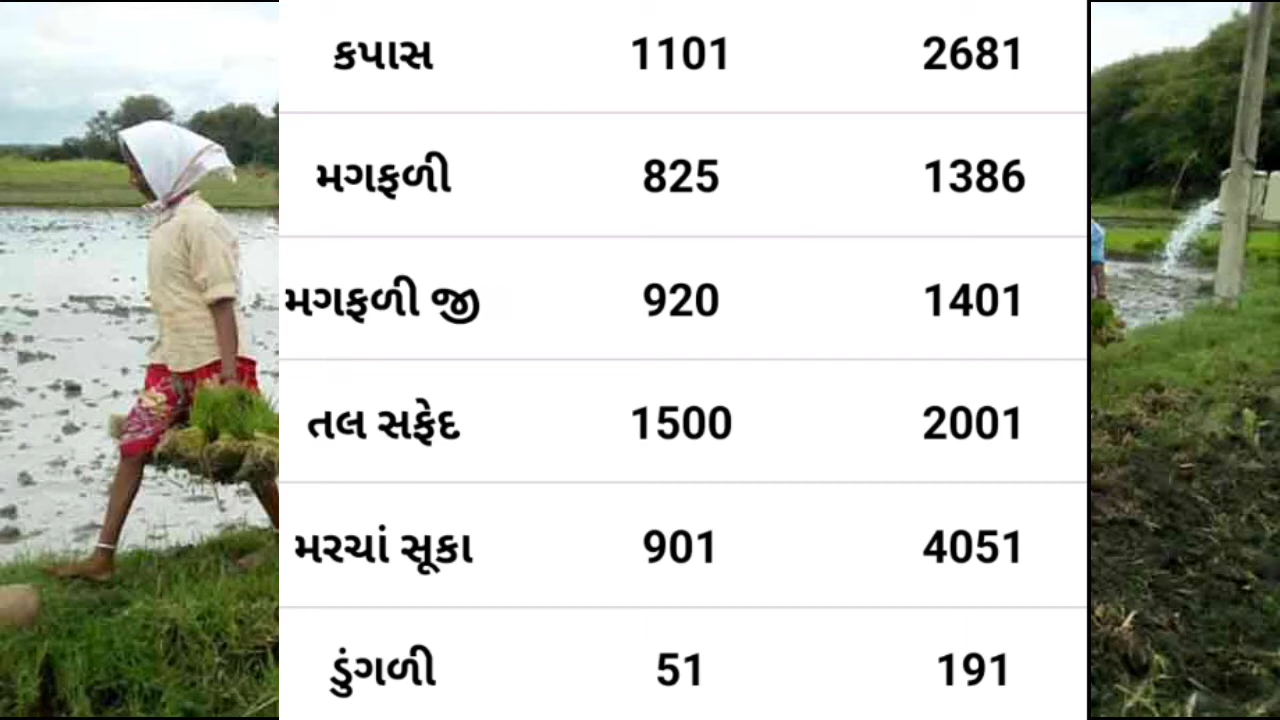 કપાસ 1101 2681
મગફળી 825 1386
મગફળી જી 920 1401
તલ સફેદ 1500 2001
મરચાં સૂકા 901 4051
ડુંગળી 51 191